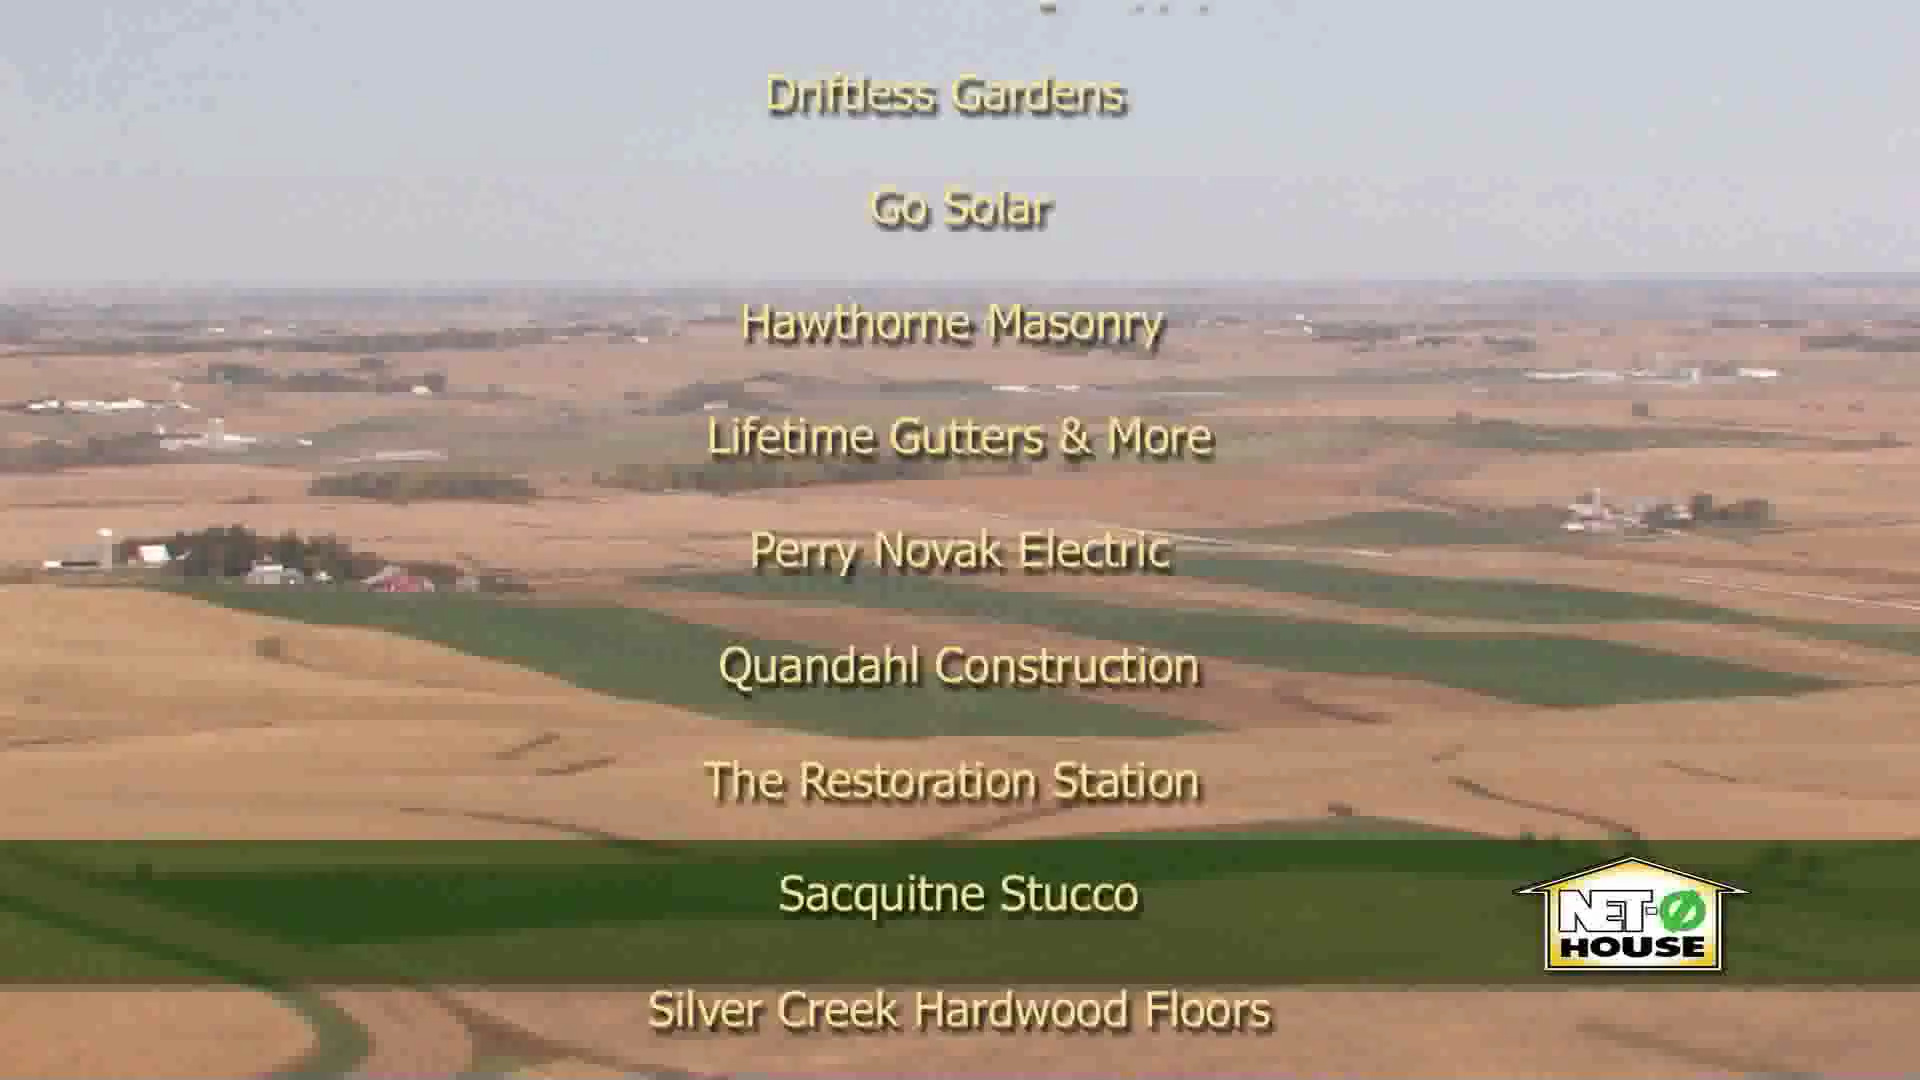 Driftless Gardens
Go Solar
Hawthorne Masonry
Lifetime Gutters & More
Perry Novak Electric
Quandahl Construction
The Restoration Station
Sacquitne Stucco
NET-0
HOUSE
Silver Creek Hardwood Floors